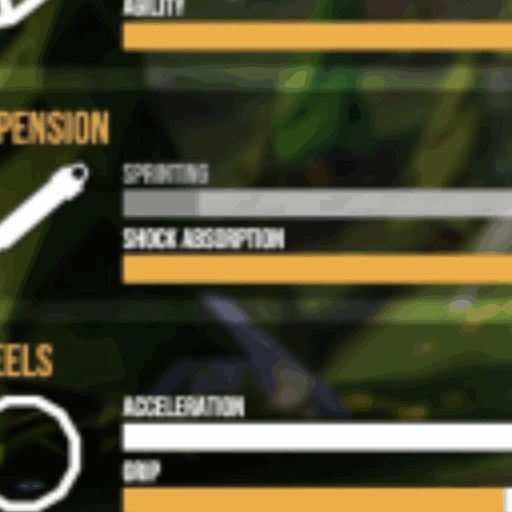 ABILITY
PENSION
SPRINTING
SHOCK ABSORPTION
EELS
ACCELERATION
GRIP